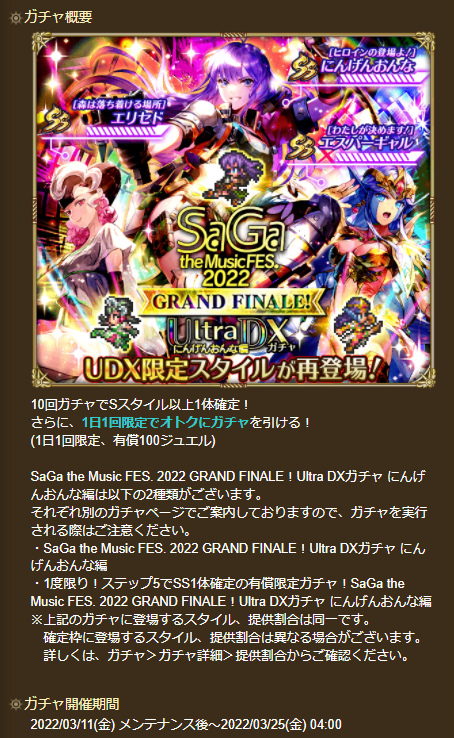 ガチャ概要
[ヒロインの登場よ!]
SS にんげんおんな
[森は落ち着ける場所]
SS エリセド
[わたしが決めます!]
SS エスパーギャル
SaGa
the Music FES.
2022
GRAND FINALE!
Ultra DX
にんげんおんな編 ガチャ
UDX限定スタイルが再登場!
10回ガチャでSスタイル以上1体確定!
さらに、1日1回限定でオトクにガチャを引ける!
(1日1回限定、有償100ジュエル)
SaGa the Music FES. 2022 GRAND FINALE!Ultra DXガチャ にんげ
んおんな編は以下の2種類がございます。
それぞれ別のガチャページでご案内しておりますので、ガチャを実行
される際はご注意ください。
・SaGa the Music FES. 2022 GRAND FINALE!Ultra DXガチャ にん
げんおんな編
・1度限り!ステップ5でSS1体確定の有償限定ガチャ!SaGa the
Music FES. 2022 GRAND FINALE!Ultra DXガチャ にんげんおんな編
※上記のガチャに登場するスタイル、提供割合は同一です。
確定枠に登場するスタイル、提供割合は異なる場合がございます。
詳しくは、ガチャ>ガチャ詳細>提供割合からご確認ください。
ガチャ開催期間
2022/03/11(金) メンテナンス後~2022/03/25(金) 04:00